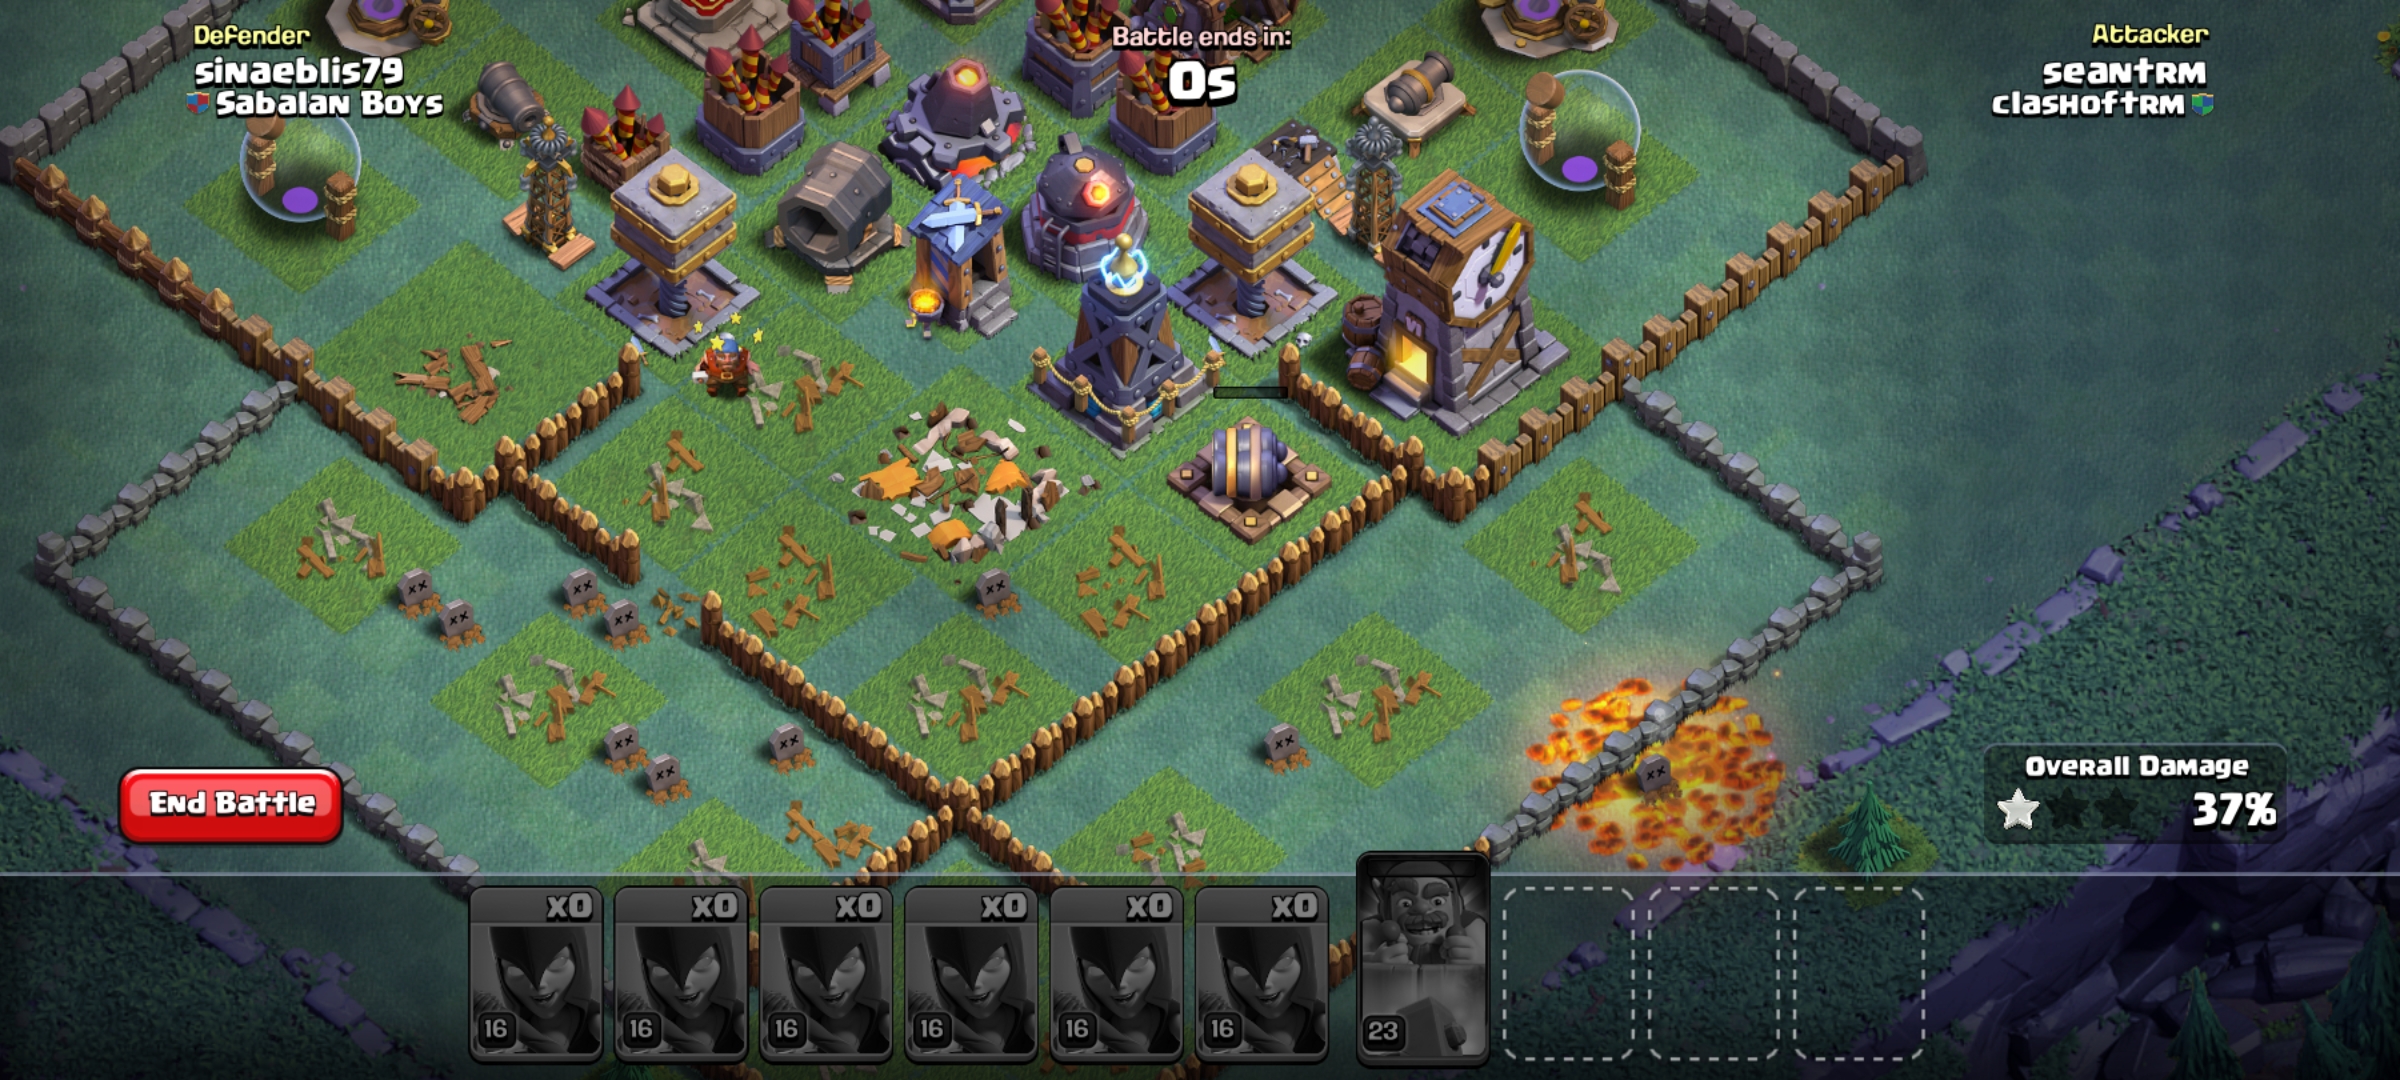 Defender
sinaeblis79
Sabalan Boys
Battle ends in:
0s
Attacker
seantRM
clashoftRM
VI
End Battle
Overall Damage
37%
x0
x0
x0
x0
x0
x0
16
16
16
16
16
16
23